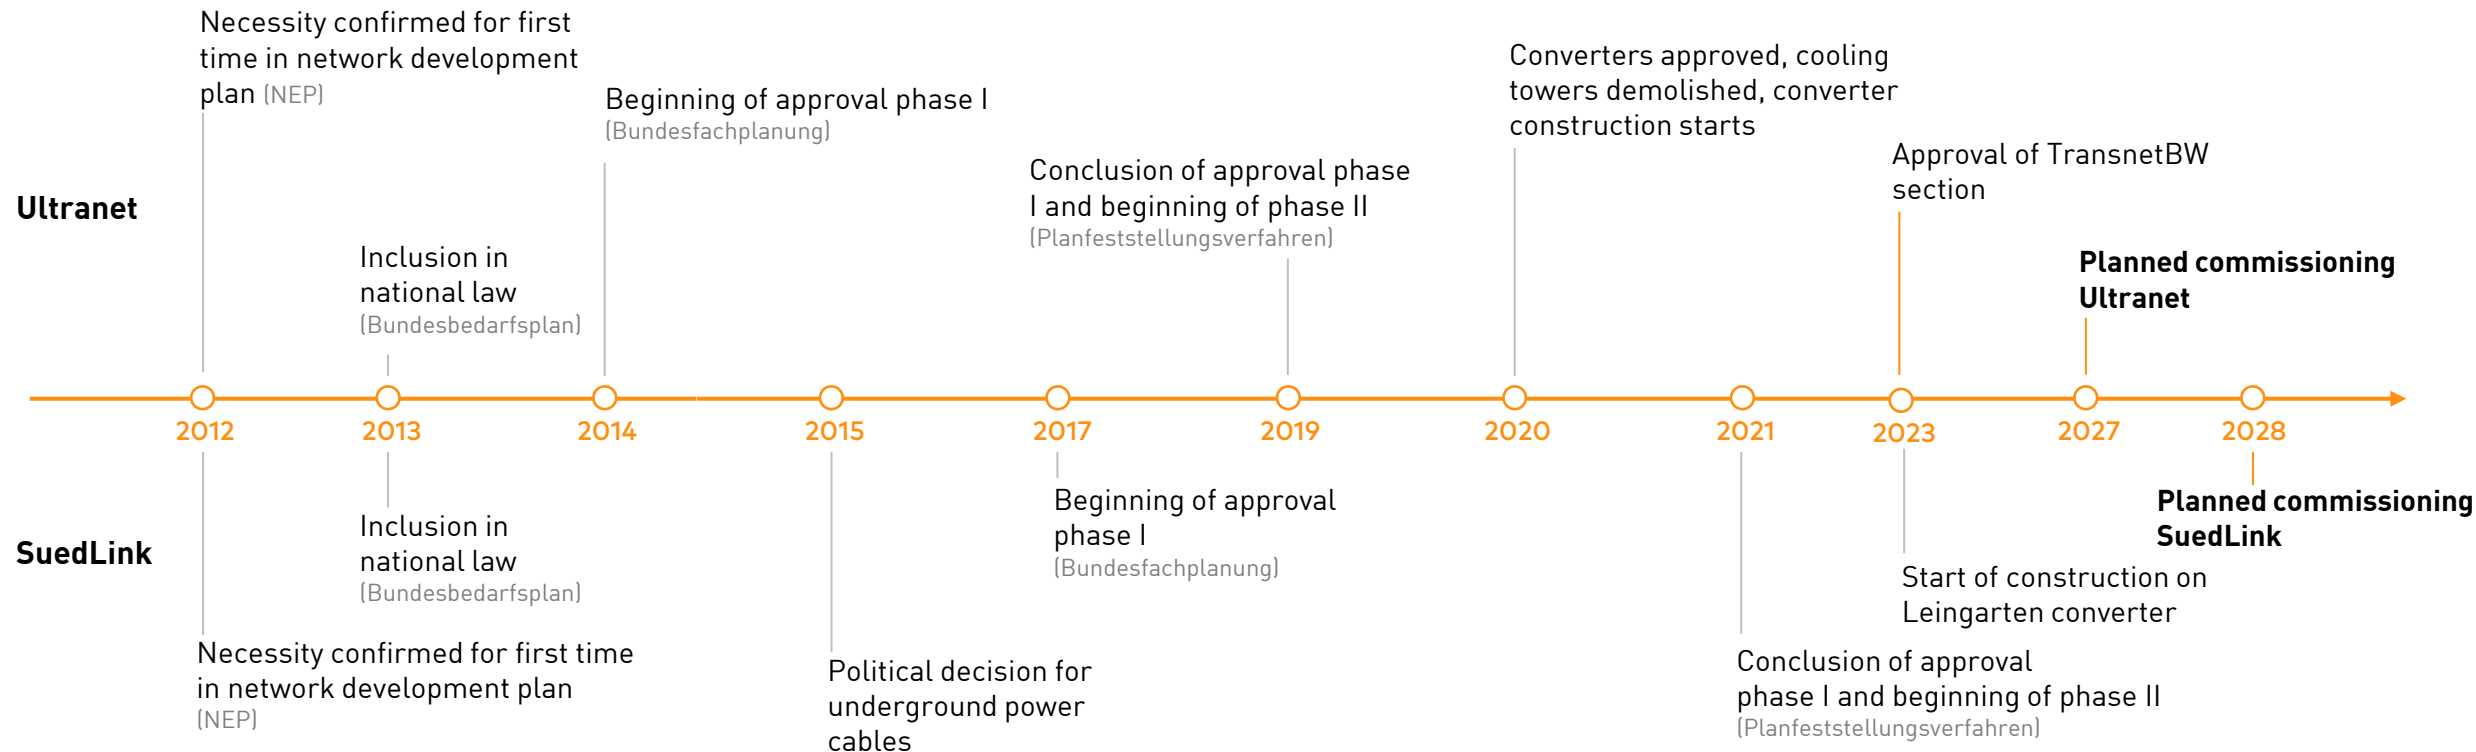 Necessity confirmed for first
time in network development
plan (NEP)
Beginning of approval phase I
(Bundesfachplanung)
Converters approved, cooling
towers demolished, converter
construction starts
Conclusion of approval phase
I and beginning of phase II
(Planfeststellungsverfahren)
Approval of TransnetBW
section
Ultranet
Inclusion in
national law
(Bundesbedarfsplan)
Planned commissioning
Ultranet
2012 2013 2014 2015 2017 2019 2020 2021 2023 2027 2028
SuedLink
Inclusion in
national law
(Bundesbedarfsplan)
Beginning of approval
phase I
(Bundesfachplanung)
Planned commissioning
SuedLink
Start of construction on
Leingarten converter
Necessity confirmed for first time
in network development plan
(NEP)
Political decision for
underground power
cables
Conclusion of approval
phase I and beginning of phase II
(Planfeststellungsverfahren)